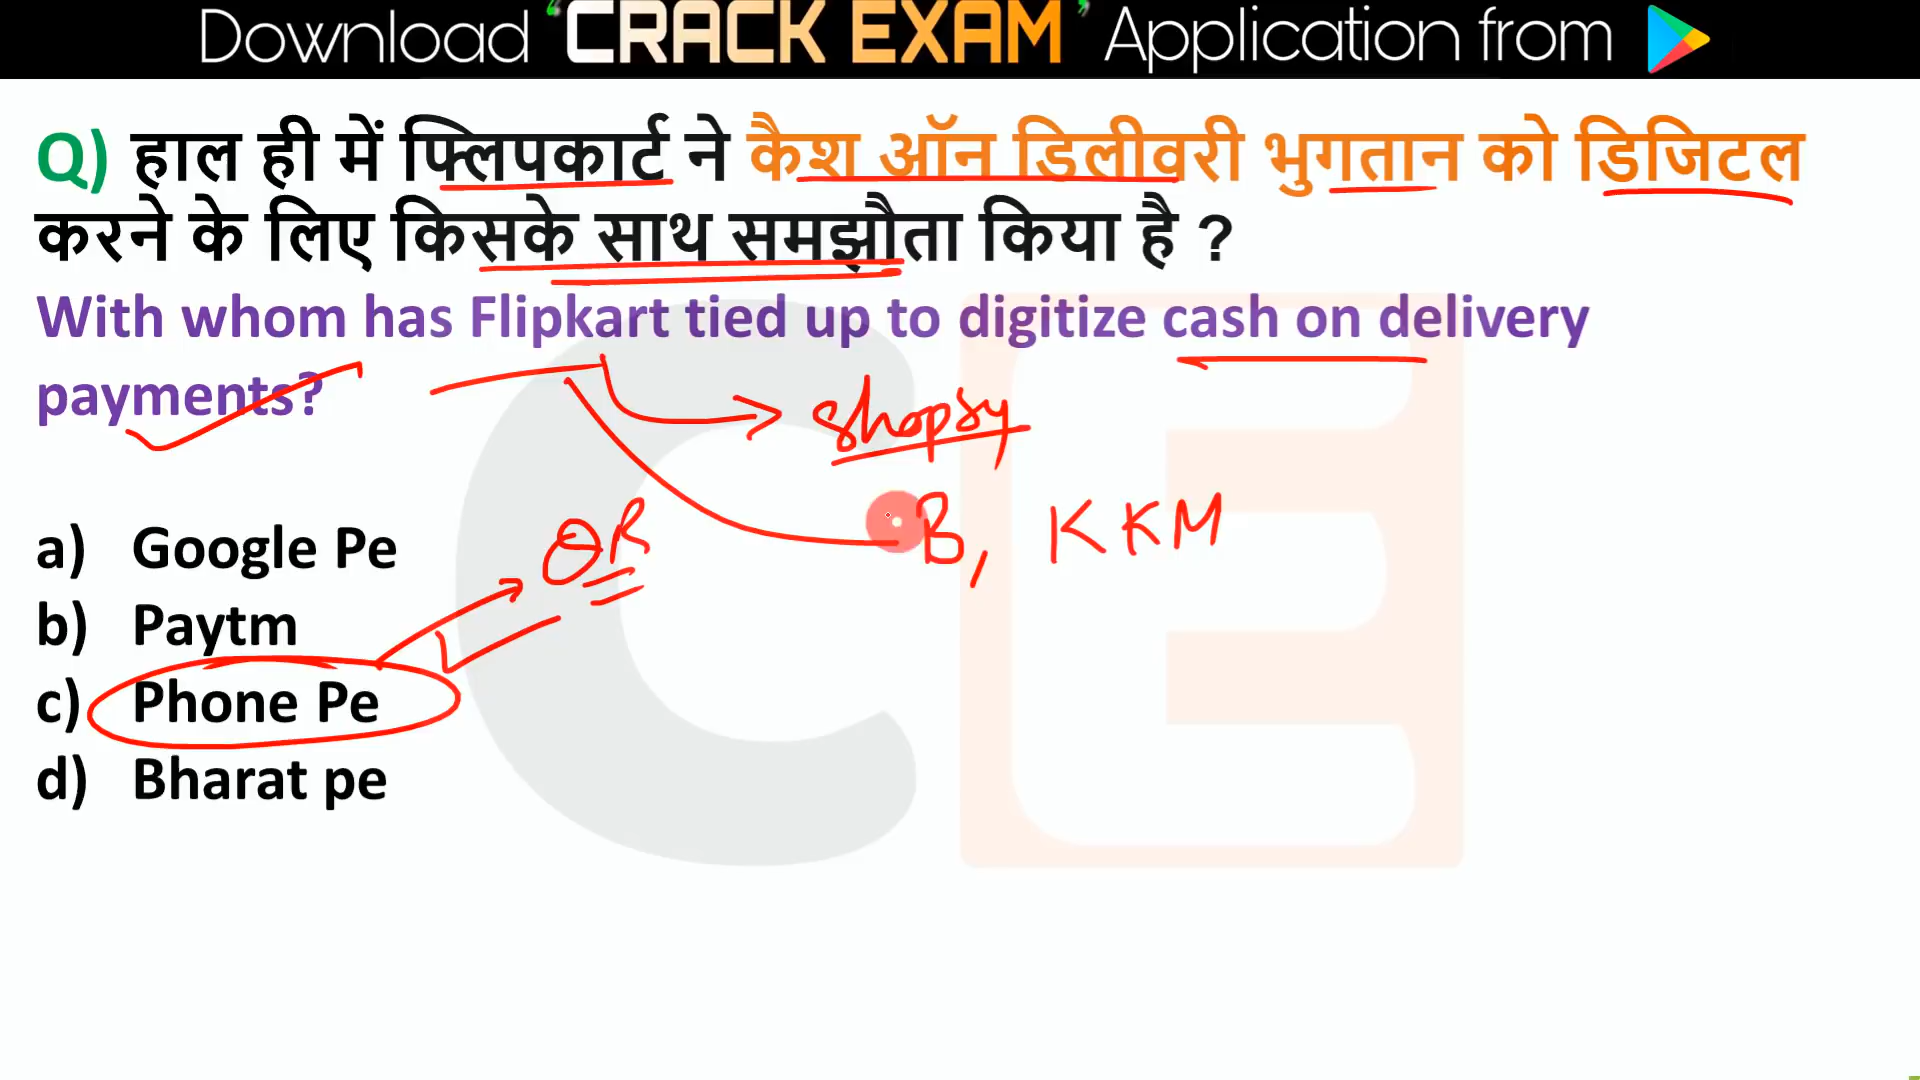 Download 'CRACK EXAM' Application from
Q) हाल ही में फ्लिपकार्ट ने कैश ऑन डिलीवरी भुगतान को डिजिटल
करने के लिए किसके साथ समझौता किया है ?
With whom has Flipkart tied up to digitize cash on delivery
payments?
shopsy
QR
B, KKM
a) Google Pe
b) Paytm
c) Phone Pe
d) Bharat pe
CE